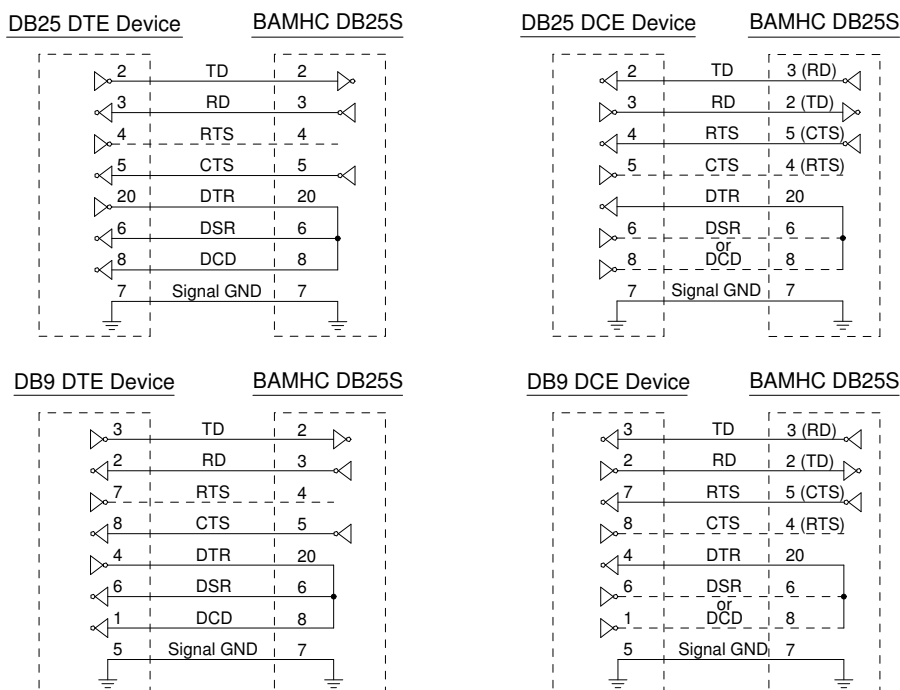 DB25 DTE Device BAMHC DB25S
2 TD 2
3 RD 3
4 RTS 4
5 CTS 5
20 DTR 20
6 DSR 6
8 DCD 8
7 Signal GND 7
DB25 DCE Device BAMHC DB25S
2 TD 3 (RD)
3 RD 2 (TD)
4 RTS 5 (CTS)
5 CTS 4 (RTS)
DTR 20
6 DSR 6
or
8 DCD 8
7 Signal GND 7
DB9 DTE Device BAMHC DB25S
3 TD 2
2 RD 3
7 RTS 4
8 CTS 5
4 DTR 20
6 DSR 6
1 DCD 8
5 Signal GND 7
DB9 DCE Device BAMHC DB25S
3 TD 3 (RD)
2 RD 2 (TD)
7 RTS 5 (CTS)
8 CTS 4 (RTS)
4 DTR 20
6 DSR 6
or
1 DCD 8
5 Signal GND 7